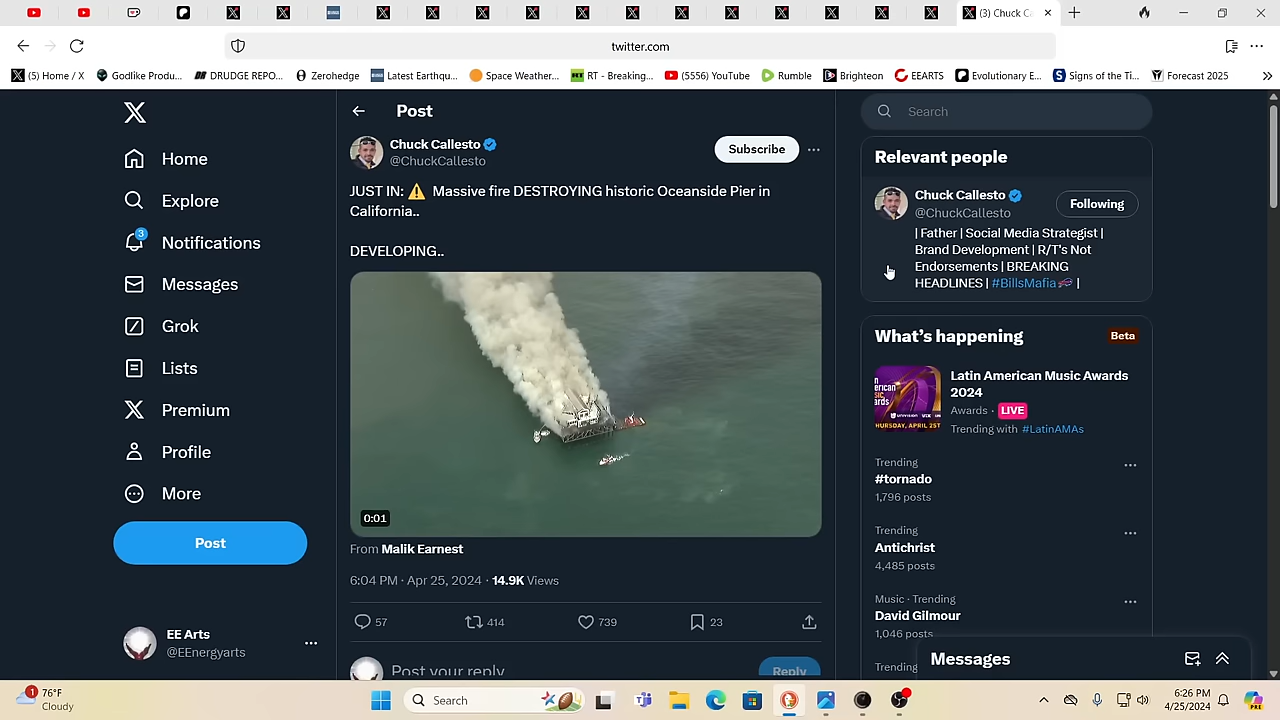 (3) Chuck C
twitter.com
(5) Home / X
Godlike Produ...
DRUDGE REPO...
Zerohedge
Latest Earthqu...
Space Weather...
RT - Breaking...
(5556) YouTube
Rumble
Brighteon
EEARTS
Evolutionary E...
Signs of the Ti...
Forecast 2025
Home
Explore
3
Notifications
Messages
Grok
Lists
Premium
Profile
More
Post
EE Arts
@EEnergyarts
Post
Chuck Callesto
@ChuckCallesto
Subscribe
JUST IN: ⚠️ Massive fire DESTROYING historic Oceanside Pier in
California..
DEVELOPING..
0:01
From Malik Earnest
6:04 PM · Apr 25, 2024 · 14.9K Views
57
414
739
23
Post your reply
Reply
Search
Relevant people
Chuck Callesto
@ChuckCallesto
Following
| Father | Social Media Strategist |
Brand Development | R/T's Not
Endorsements | BREAKING
HEADLINES | #BillsMafia |
What's happening
Beta
Latin American Music Awards
2024
Awards · LIVE
Trending with #LatinAMAs
Trending
#tornado
1,796 posts
Trending
Antichrist
4,485 posts
Music · Trending
David Gilmour
1,046 posts
Trending
Messages
1
76°F
Cloudy
Search
6:26 PM
4/25/2024
PRE